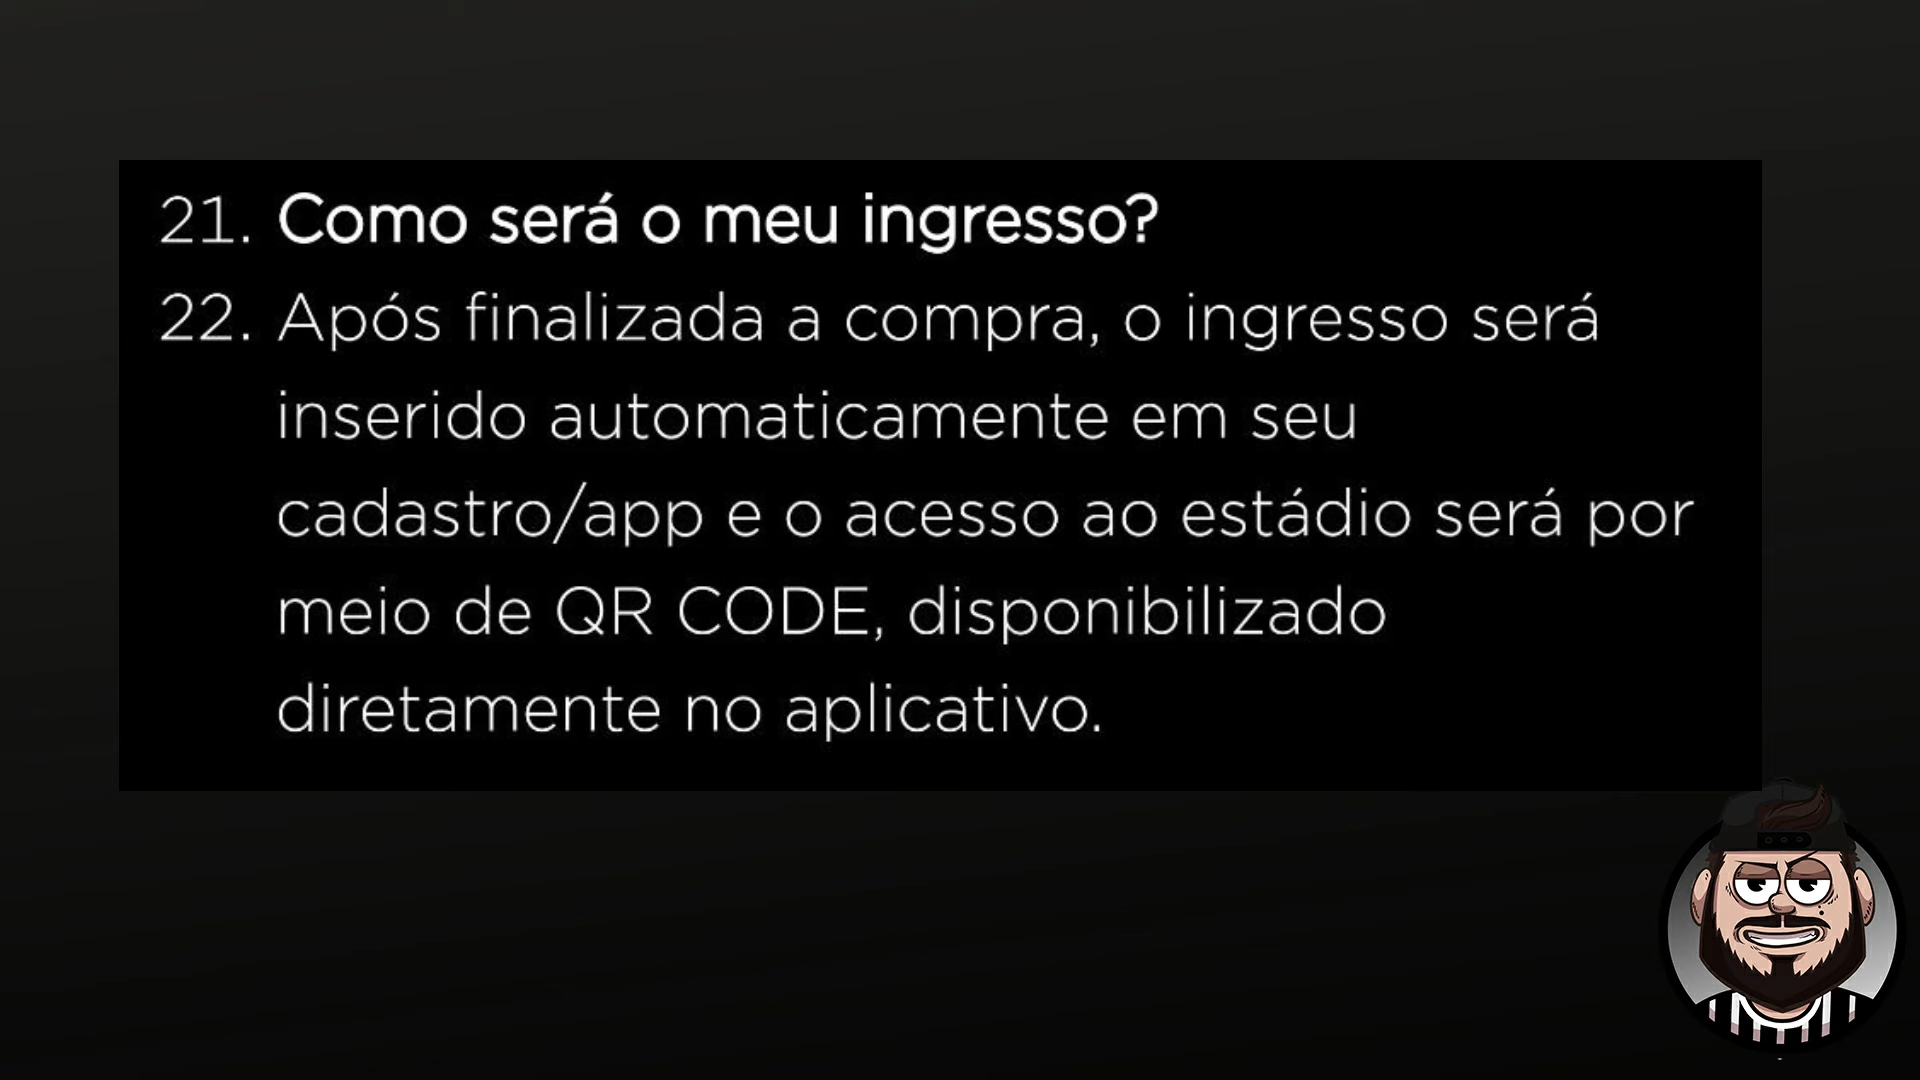 21. Como será o meu ingresso?
22. Após finalizada a compra, o ingresso será
inserido automaticamente em seu
cadastro/app e o acesso ao estádio será por
meio de QR CODE, disponibilizado
diretamente no aplicativo.